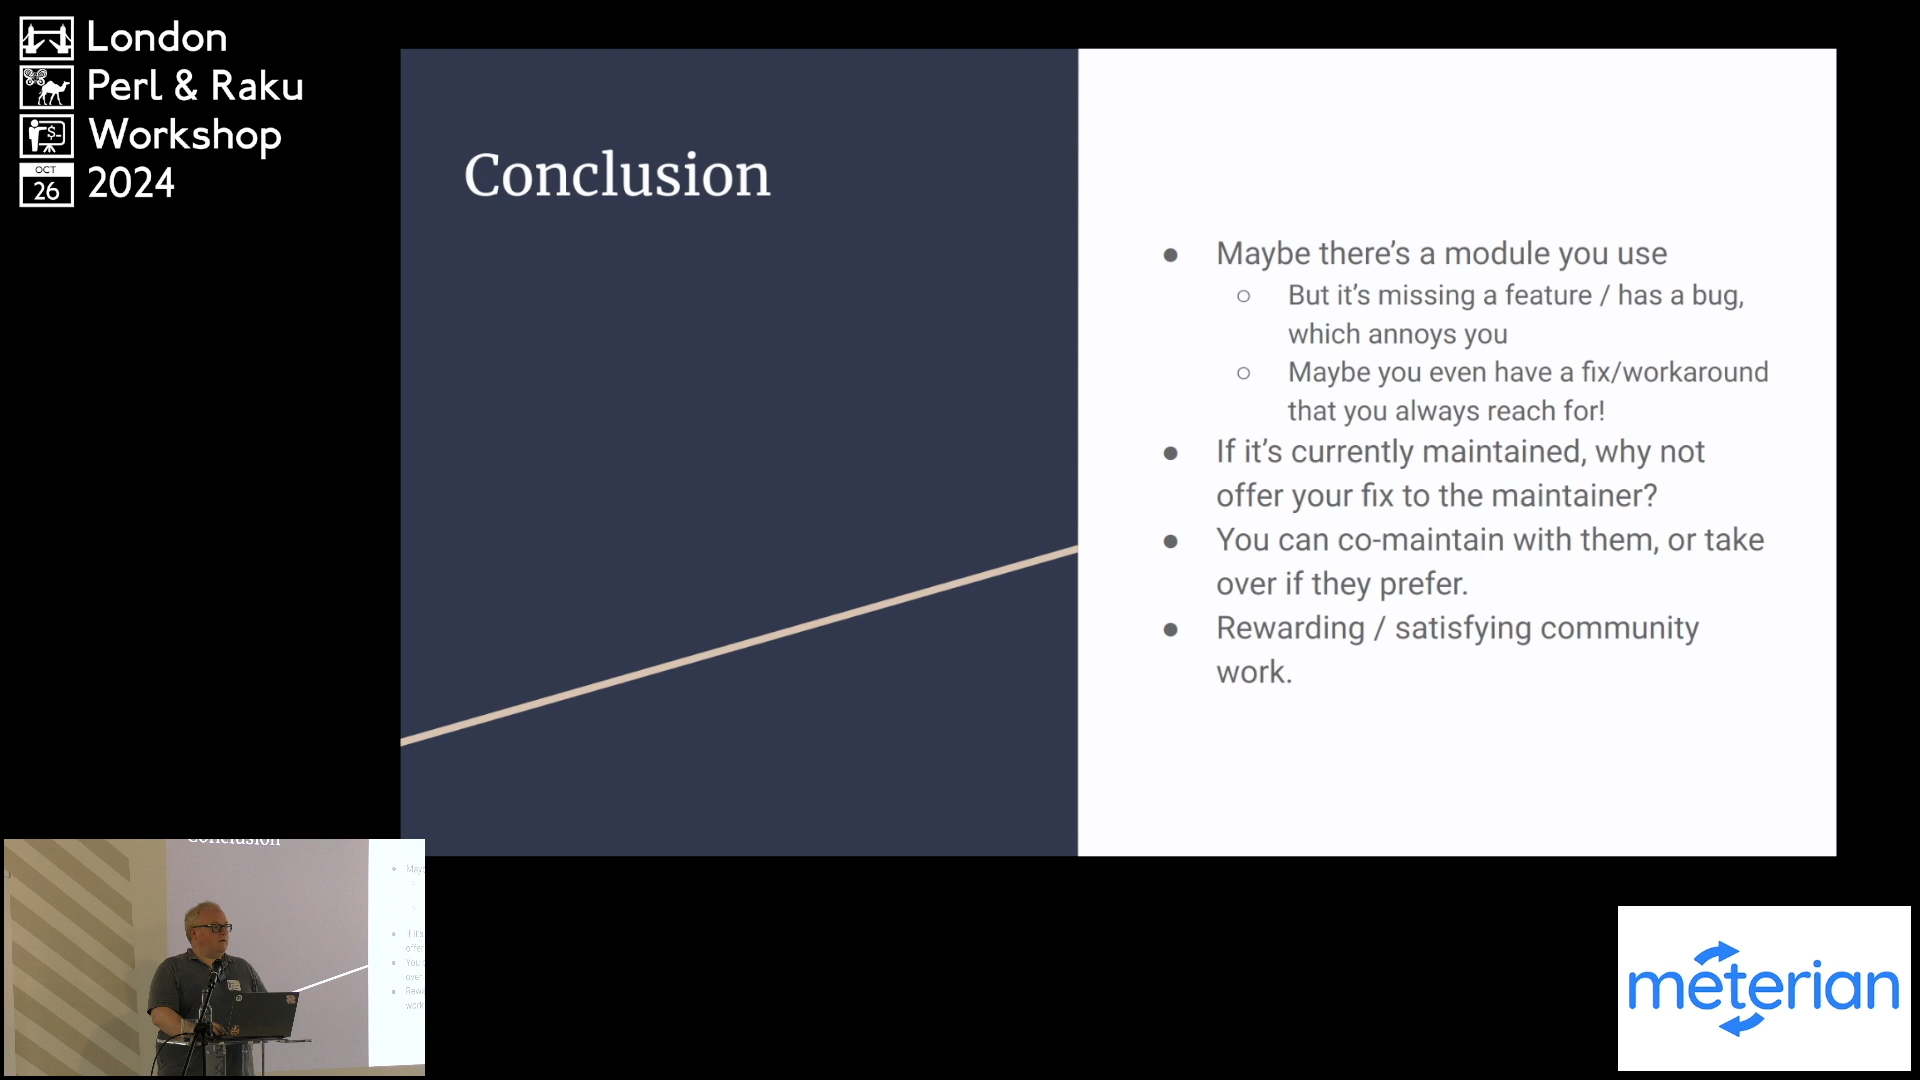 London
Perl & Raku
Workshop
OCT
26
2024
$-
Conclusion
● Maybe there's a module you use
○ But it's missing a feature / has a bug,
which annoys you
○ Maybe you even have a fix/workaround
that you always reach for!
● If it's currently maintained, why not
offer your fix to the maintainer?
● You can co-maintain with them, or take
over if they prefer.
● Rewarding / satisfying community
work.
Conclusion
meterian